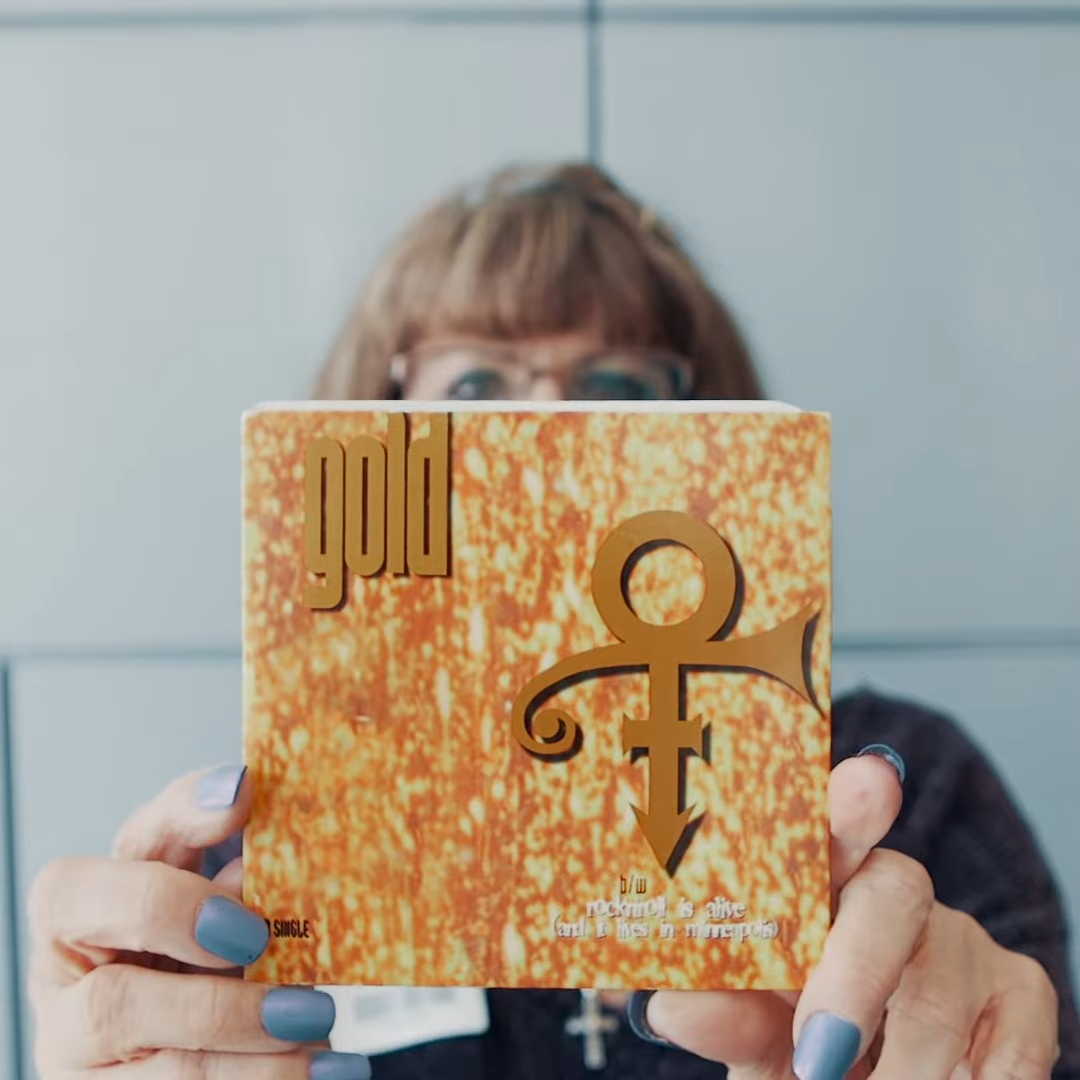 gold
b/w
rocknroll is alive
(and it lives in minneapolis)
SINGLE